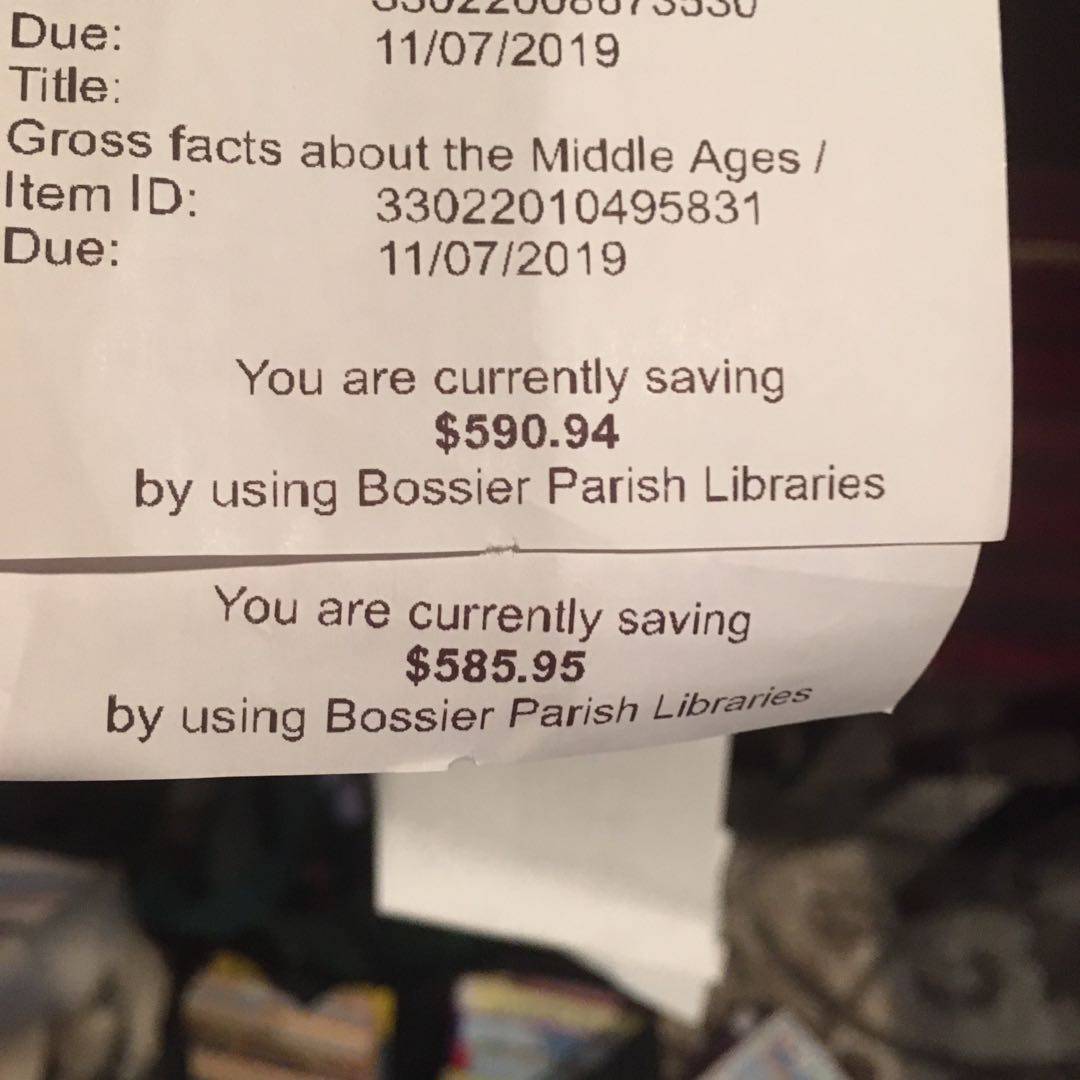 Due: 11/07/2019
Title:
Gross facts about the Middle Ages /
Item ID: 33022010495831
Due: 11/07/2019
You are currently saving
$590.94
by using Bossier Parish Libraries
You are currently saving
$585.95
by using Bossier Parish Libraries